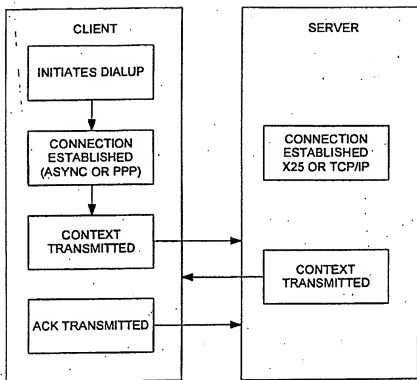 CLIENT
INITIATES DIALUP
CONNECTION
ESTABLISHED
(ASYNC OR PPP)
CONTEXT
TRANSMITTED
ACK TRANSMITTED
SERVER
CONNECTION
ESTABLISHED
X25 OR TCP/IP
CONTEXT
TRANSMITTED